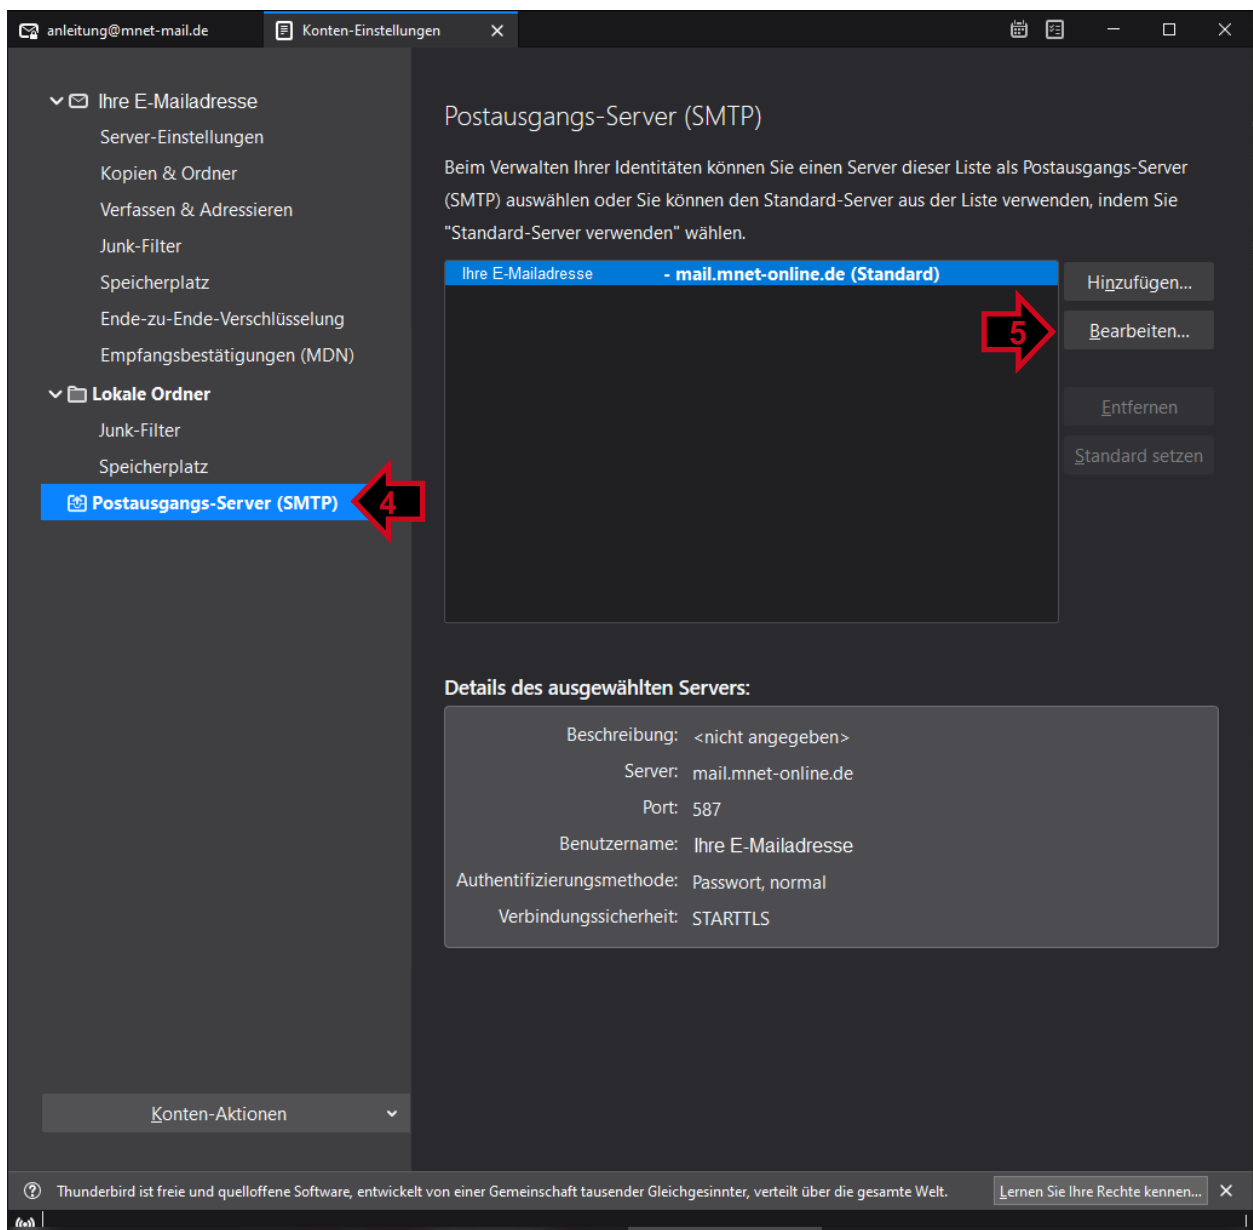 anleitung@mnet-mail.de
Konten-Einstellungen
Ihre E-Mailadresse
Server-Einstellungen
Kopien & Ordner
Verfassen & Adressieren
Junk-Filter
Speicherplatz
Ende-zu-Ende-Verschlüsselung
Empfangsbestätigungen (MDN)
Lokale Ordner
Junk-Filter
Speicherplatz
Postausgangs-Server (SMTP)
4
Konten-Aktionen
Postausgangs-Server (SMTP)
Beim Verwalten Ihrer Identitäten können Sie einen Server dieser Liste als Postausgangs-Server
(SMTP) auswählen oder Sie können den Standard-Server aus der Liste verwenden, indem Sie
"Standard-Server verwenden" wählen.
Ihre E-Mailadresse - mail.mnet-online.de (Standard)
Hinzufügen...
5
Bearbeiten...
Entfernen
Standard setzen
Details des ausgewählten Servers:
Beschreibung: <nicht angegeben>
Server: mail.mnet-online.de
Port: 587
Benutzername: Ihre E-Mailadresse
Authentifizierungsmethode: Passwort, normal
Verbindungssicherheit: STARTTLS
Thunderbird ist freie und quelloffene Software, entwickelt von einer Gemeinschaft tausender Gleichgesinnter, verteilt über die gesamte Welt.
Lernen Sie Ihre Rechte kennen...